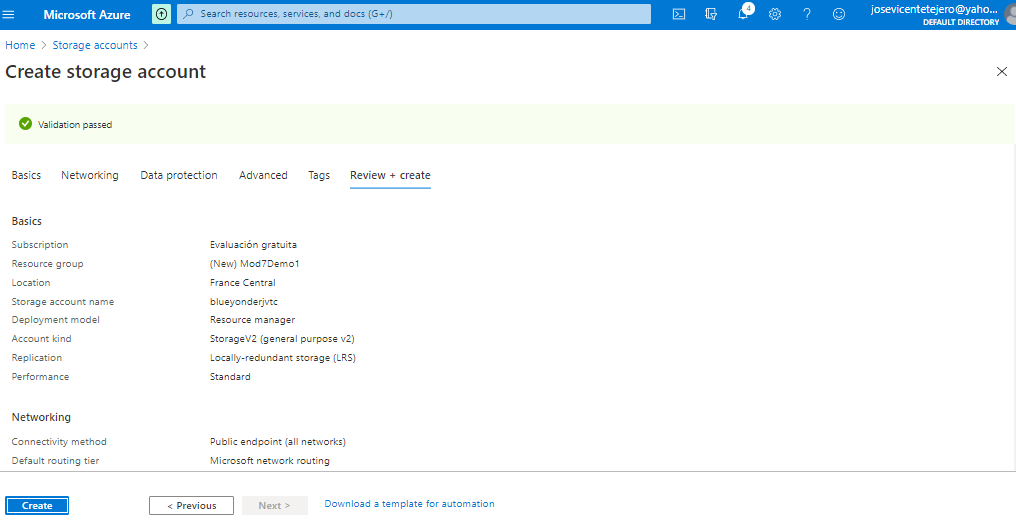 Microsoft Azure
Search resources, services, and docs (G+/)
4
josevicentetejero@yaho...
DEFAULT DIRECTORY
Home > Storage accounts >
Create storage account
Validation passed
Basics Networking Data protection Advanced Tags Review + create
Basics
Subscription Evaluación gratuita
Resource group (New) Mod7Demo1
Location France Central
Storage account name blueyonderjvtc
Deployment model Resource manager
Account kind StorageV2 (general purpose v2)
Replication Locally-redundant storage (LRS)
Performance Standard
Networking
Connectivity method Public endpoint (all networks)
Default routing tier Microsoft network routing
Create < Previous Next > Download a template for automation